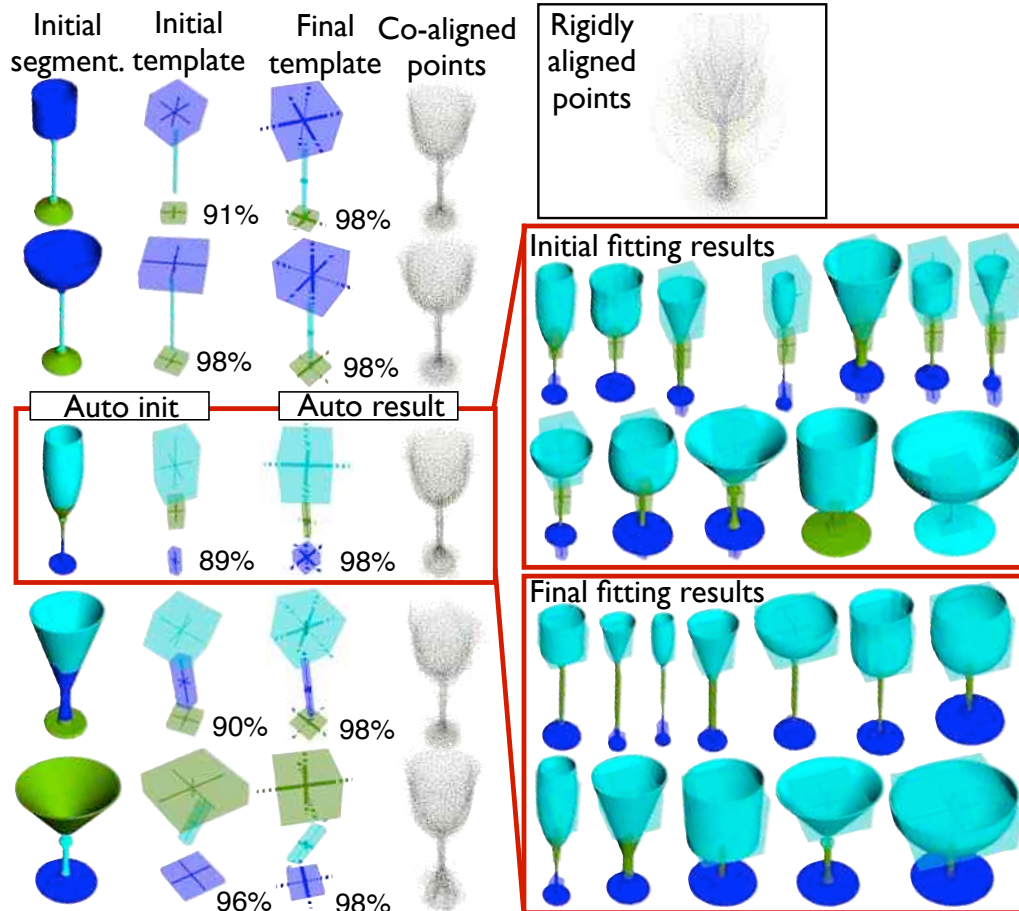 Initial segment.
Initial template
Final template
Co-aligned points
Rigidly aligned points
91%
98%
98%
98%
Auto init
Auto result
89%
98%
90%
98%
96%
98%
Initial fitting results
Final fitting results